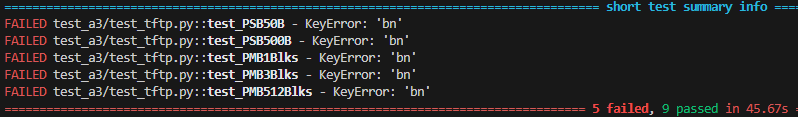 =================================================================================== short test summary info ====
FAILED test_a3/test_tftp.py::test_PSB50B - KeyError: 'bn'
FAILED test_a3/test_tftp.py::test_PSB500B - KeyError: 'bn'
FAILED test_a3/test_tftp.py::test_PMB1Blks - KeyError: 'bn'
FAILED test_a3/test_tftp.py::test_PMB3Blks - KeyError: 'bn'
FAILED test_a3/test_tftp.py::test_PMB512Blks - KeyError: 'bn'
================================================================================= 5 failed, 9 passed in 45.67s =